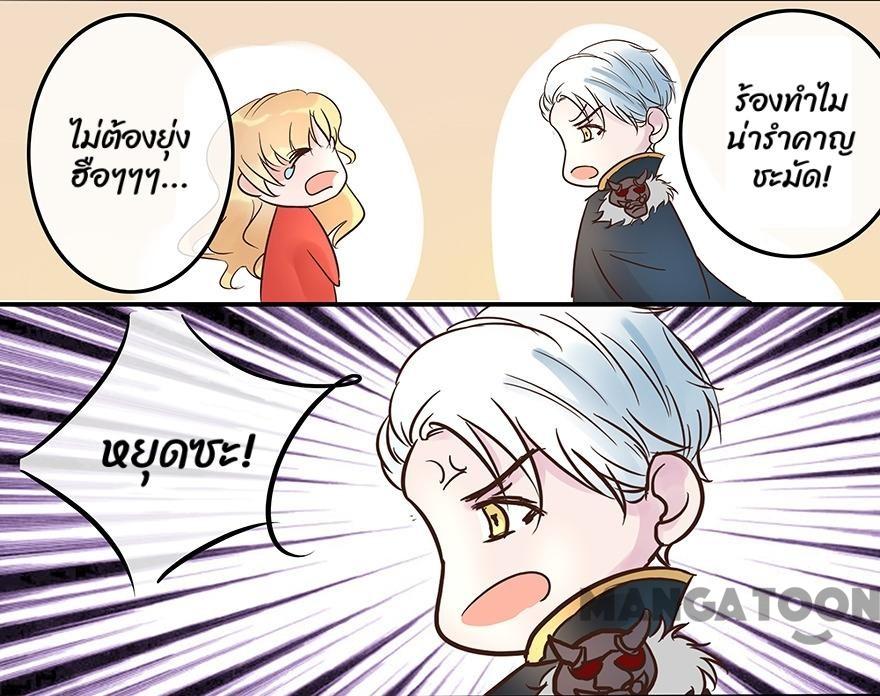 ร้องทำไม
น่ารำคาญ
ชะมัด!
ไม่ต้องยุ่ง
ฮือๆๆๆ...
หยุดซะ!
MANGATOON